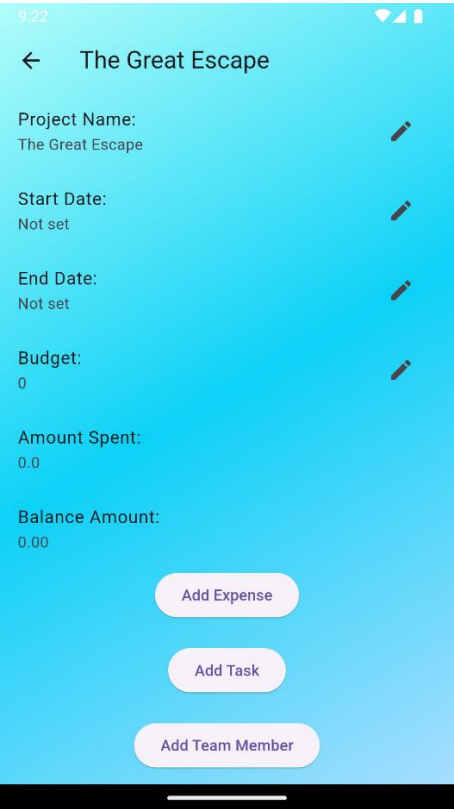 9:22
The Great Escape
Project Name:
The Great Escape
Start Date:
Not set
End Date:
Not set
Budget:
0
Amount Spent:
0.0
Balance Amount:
0.00
Add Expense
Add Task
Add Team Member